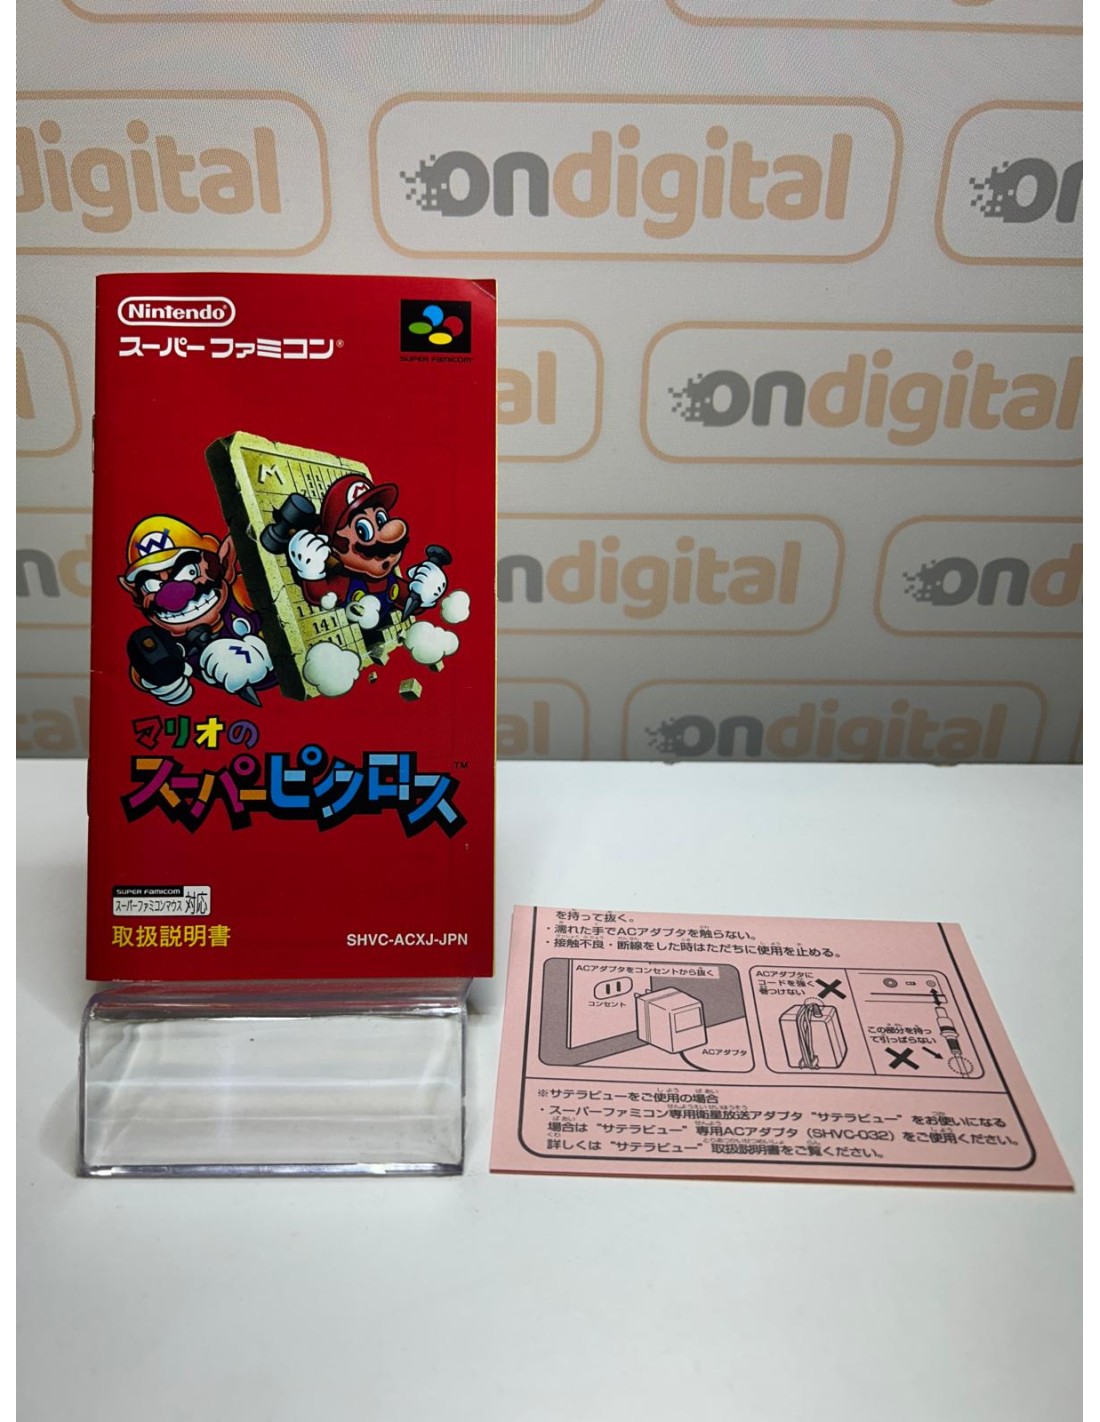 digital
ondigital
on
Nintendo®
スーパーファミコン®
SUPER FAMICOM™
al
ondigital
M
W
M
141
ndigital
ond
cal
al
ondigital
マリオの
スーパーピクロス™
SUPER FAMICOM
スーパーファミコンマウス 対応
取扱説明書
SHVC-ACXJ-JPN
を持って抜く。
・濡れた手でACアダプタを触らない。
・接触不良・断線をした時はただちに使用を止める。
ACアダプタをコンセントから抜く
コンセント
ACアダプタ
ACアダプタに
コードを強く
巻つけない
この部分を持っ
て引っぱらない
※サテラビューをご使用の場合
・スーパーファミコン専用衛星放送アダプタ“サテラビュー”をお使いになる
場合は“サテラビュー”専用ACアダプタ（SHVC-032）をご使用ください。
詳しくは“サテラビュー”取扱説明書をご覧ください。